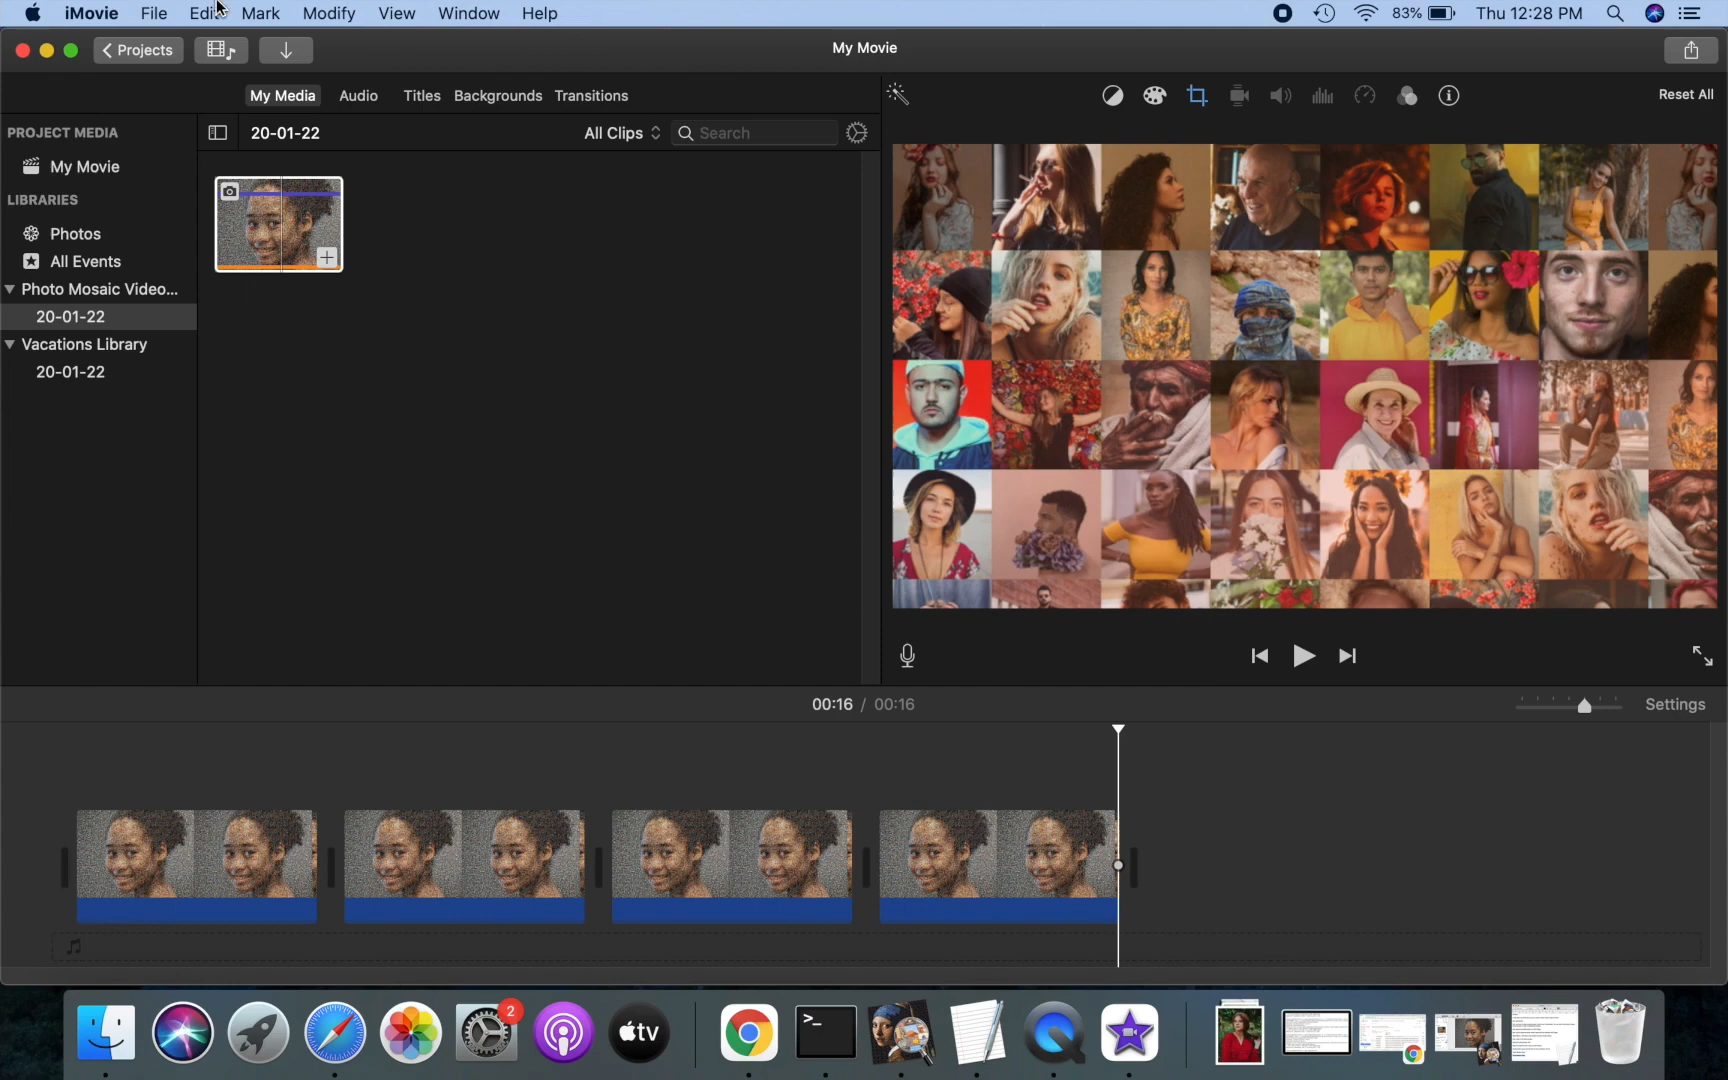 iMovie File Edit Mark Modify View Window Help 83% Thu 12:28 PM
Projects My Movie
My Media Audio Titles Backgrounds Transitions Reset All
PROJECT MEDIA
My Movie
LIBRARIES
Photos
All Events
Photo Mosaic Video...
20-01-22
Vacations Library
20-01-22
20-01-22 All Clips Search
00:16 / 00:16 Settings
2
tv
>_